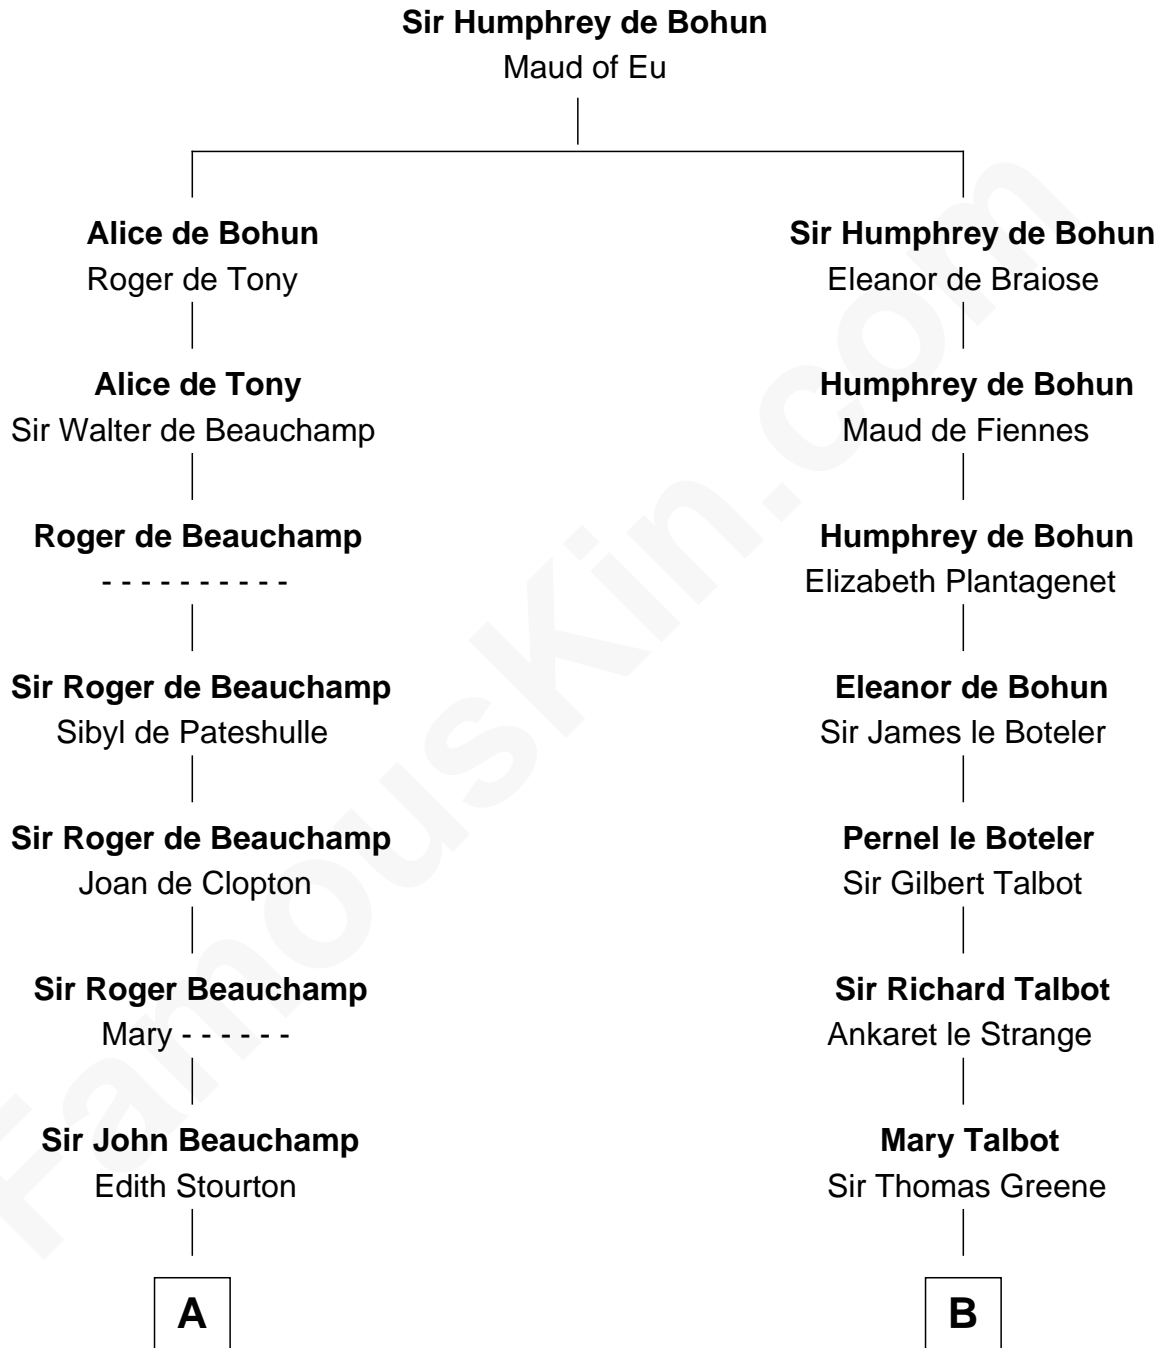 Sir Humphrey de Bohun
Maud of Eu
Alice de Bohun
Roger de Tony
Sir Humphrey de Bohun
Eleanor de Braiose
Alice de Tony
Sir Walter de Beauchamp
Humphrey de Bohun
Maud de Fiennes
Roger de Beauchamp
- - - - - - - - - -
Humphrey de Bohun
Elizabeth Plantagenet
Sir Roger de Beauchamp
Sibyl de Pateshulle
Eleanor de Bohun
Sir James le Boteler
Sir Roger de Beauchamp
Joan de Clopton
Pernel le Boteler
Sir Gilbert Talbot
Sir Roger Beauchamp
Mary - - - - - -
Sir Richard Talbot
Ankaret le Strange
Sir John Beauchamp
Edith Stourton
Mary Talbot
Sir Thomas Greene
A
B
FamousKin.com